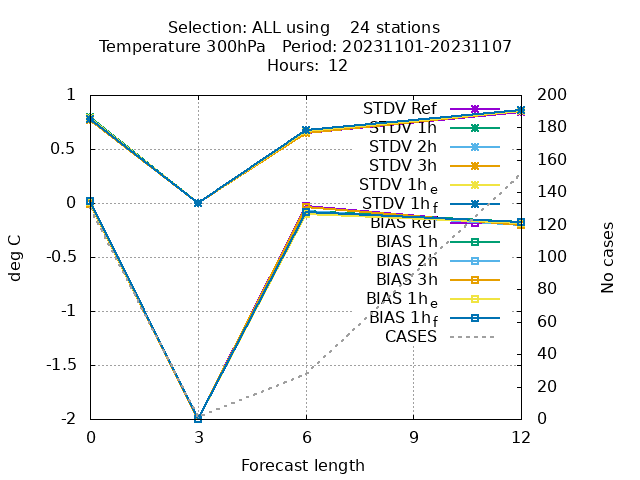 Selection: ALL using 24 stations
Temperature 300hPa Period: 20231101-20231107
Hours: 12
deg C
No cases
1
0.5
0
-0.5
-1
-1.5
-2
200
180
160
140
120
100
80
60
40
20
0
STDV Ref
STDV 1h
STDV 2h
STDV 3h
STDV 1he
STDV 1hf
BIAS Ref
BIAS 1h
BIAS 2h
BIAS 3h
BIAS 1he
BIAS 1hf
CASES
0 3 6 9 12
Forecast length